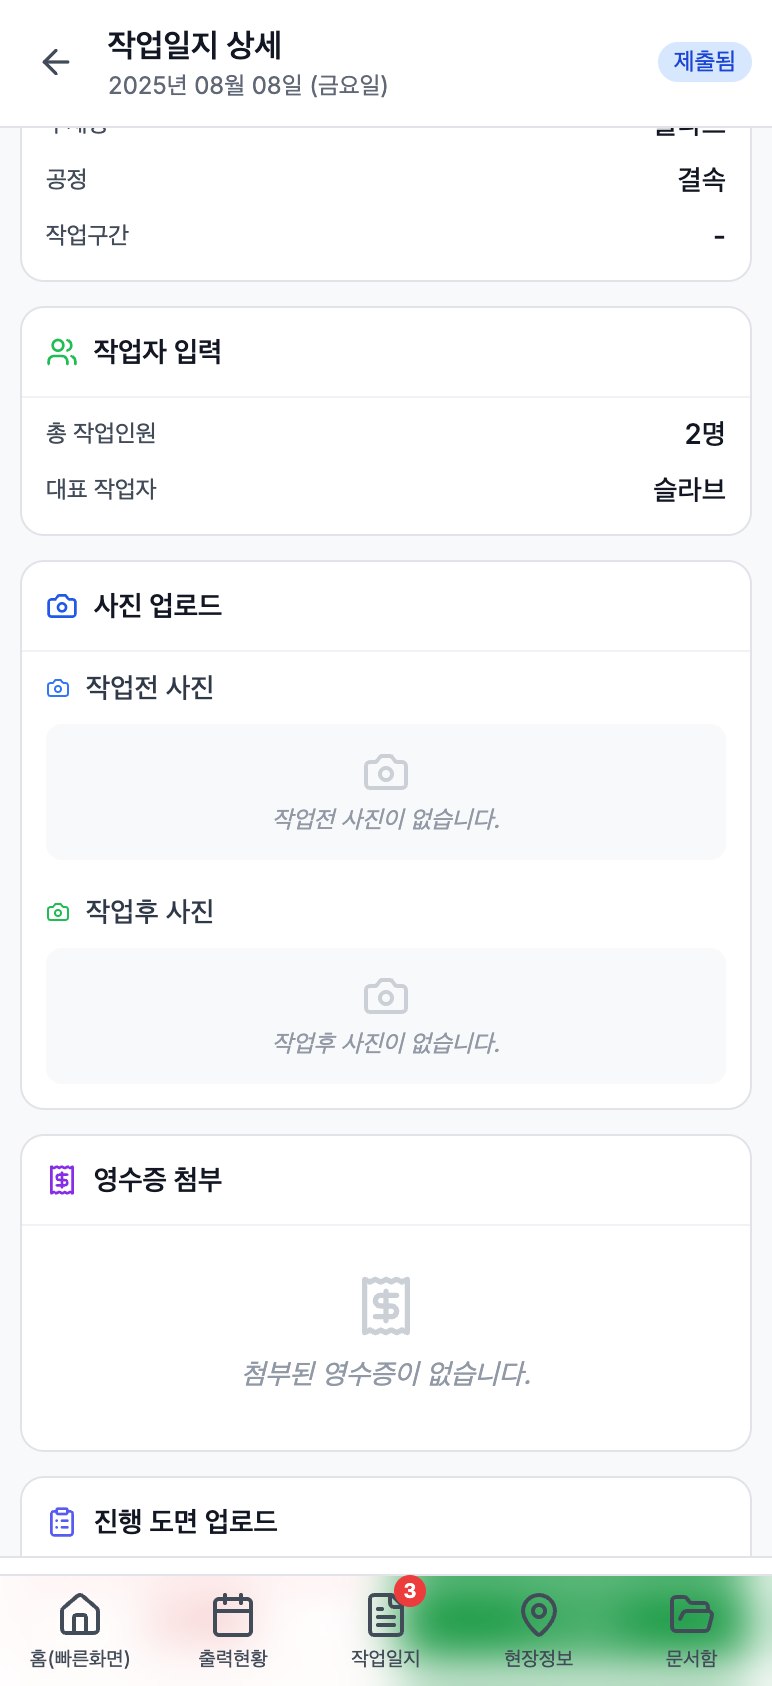 작업일지 상세
2025년 08월 08일 (금요일)
제출됨
공정
결속
작업구간
-
작업자 입력
총 작업인원
2명
대표 작업자
슬라브
사진 업로드
작업전 사진
작업전 사진이 없습니다.
작업후 사진
작업후 사진이 없습니다.
영수증 첨부
첨부된 영수증이 없습니다.
진행 도면 업로드
3
홈(빠른화면)
출력현황
작업일지
현장정보
문서함